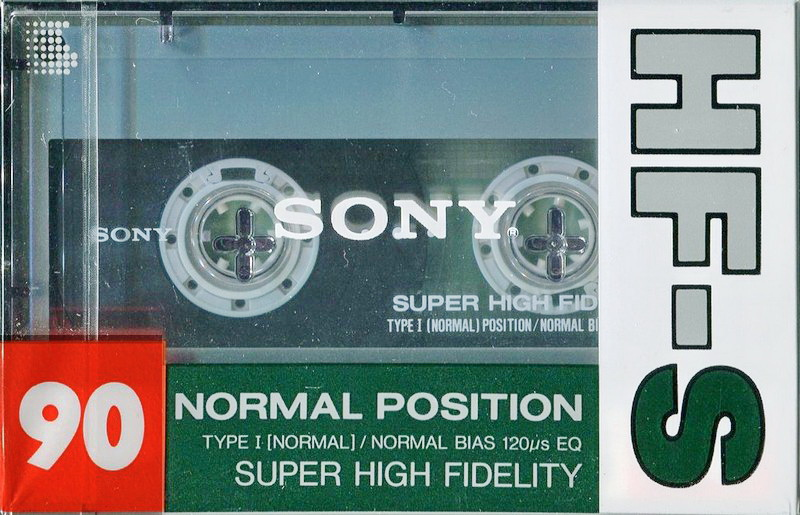 SONY
SONY®
SUPER HIGH FID
TYPE I (NORMAL) POSITION / NORMAL BI
90
NORMAL POSITION
TYPE I [NORMAL] / NORMAL BIAS 120µs EQ
SUPER HIGH FIDELITY
HF-S